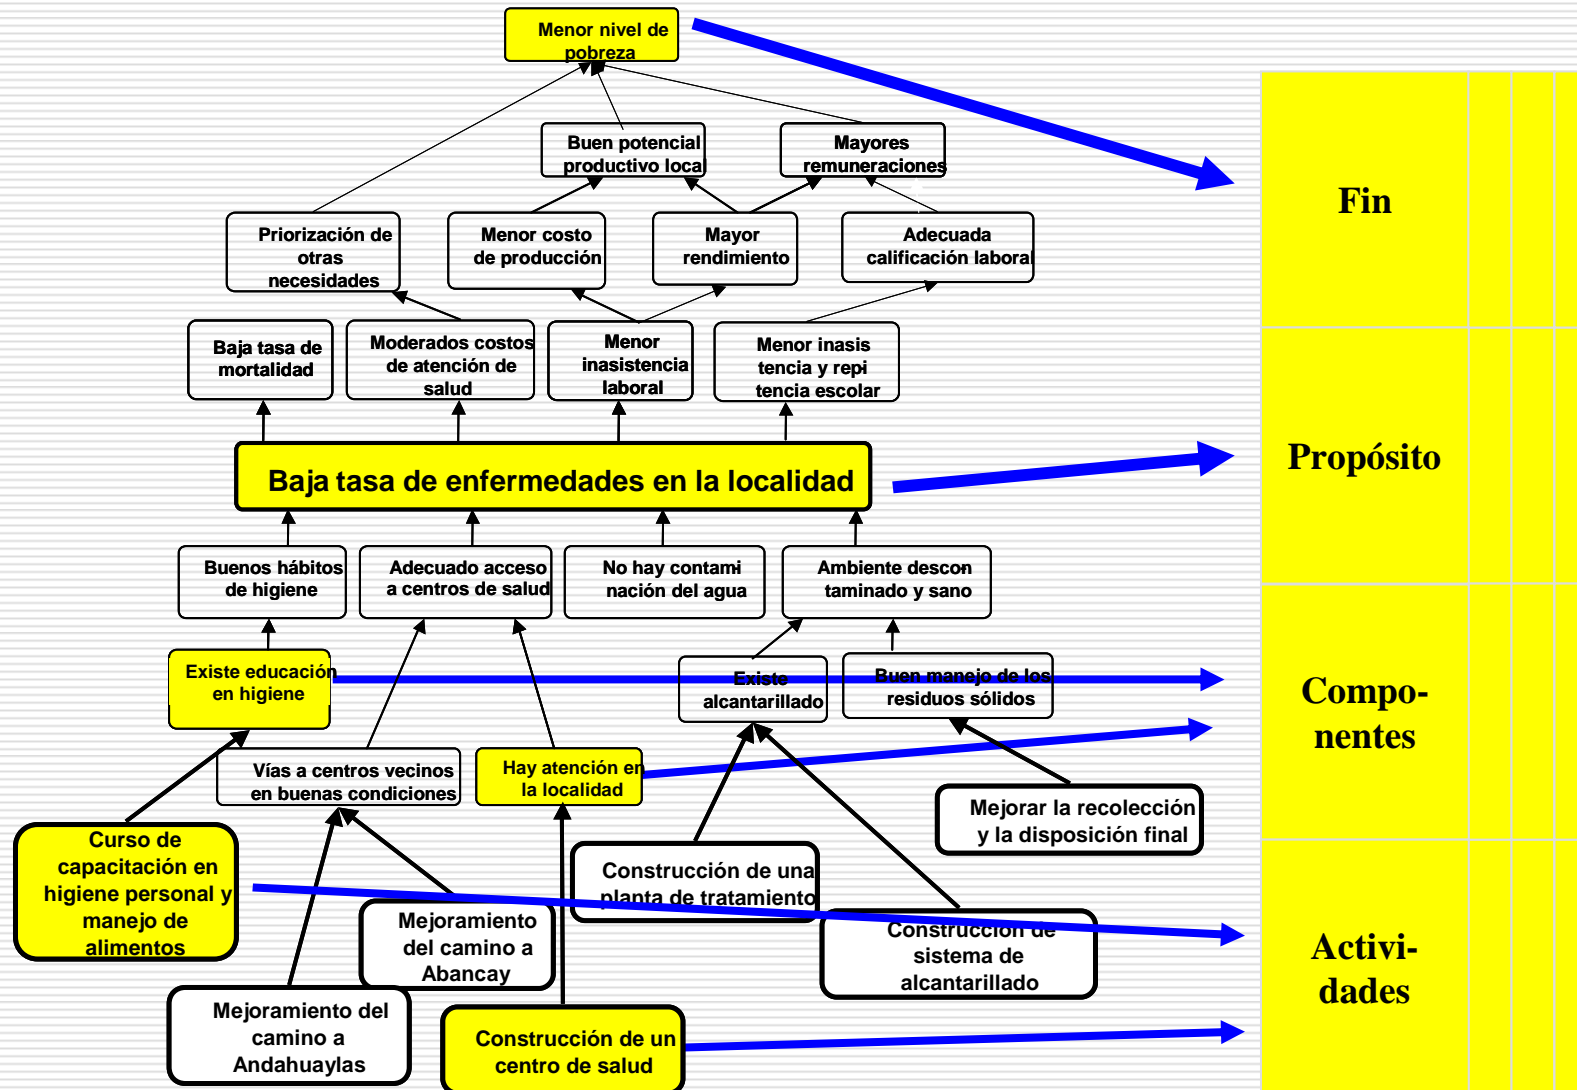 Menor nivel de
pobreza
Buen potencial
productivo local
Mayores
remuneraciones
Priorización de
otras
necesidades
Menor costo
de producción
Mayor
rendimiento
Adecuada
calificación laboral
Baja tasa de
mortalidad
Moderados costos
de atención de
salud
Menor
inasistencia
laboral
Menor inasis
tencia y repi
tencia escolar
Baja tasa de enfermedades en la localidad
Buenos hábitos
de higiene
Adecuado acceso
a centros de salud
No hay contami
nación del agua
Ambiente descon
taminado y sano
Existe educación
en higiene
Existe
alcantarillado
Buen manejo de los
residuos sólidos
Vías a centros vecinos
en buenas condiciones
Hay atención en
la localidad
Mejorar la recolección
y la disposición final
Curso de
capacitación en
higiene personal y
manejo de
alimentos
Construcción de una
planta de tratamiento
Mejoramiento
del camino a
Abancay
Construcción de
sistema de
alcantarillado
Mejoramiento del
camino a
Andahuaylas
Construcción de un
centro de salud
Fin
Propósito
Compo-
nentes
Activi-
dades